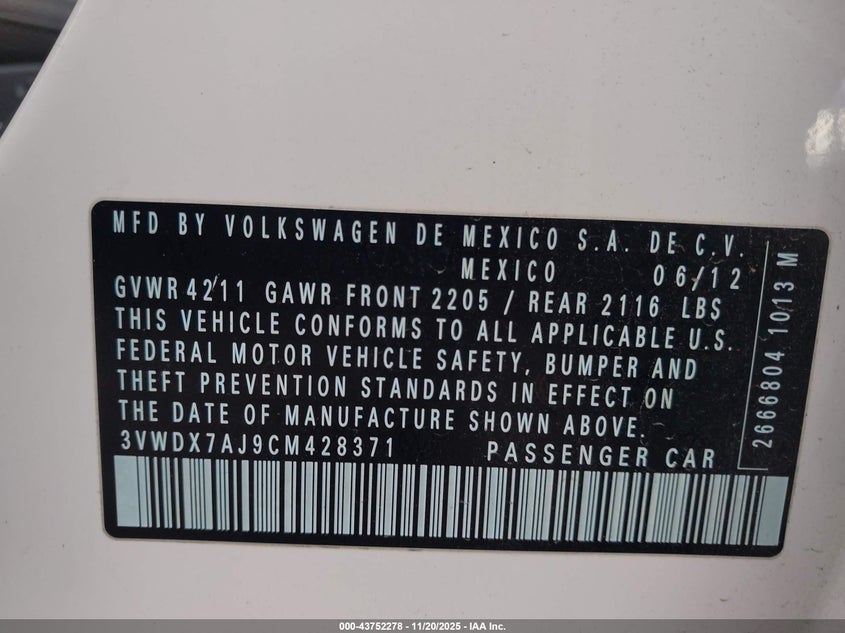 MFD BY VOLKSWAGEN DE MEXICO S.A. DE C.V.
MEXICO 06/12
GVWR 4211 GAWR FRONT 2205 / REAR 2116 LBS
THIS VEHICLE CONFORMS TO ALL APPLICABLE U.S.
FEDERAL MOTOR VEHICLE SAFETY, BUMPER AND
THEFT PREVENTION STANDARDS IN EFFECT ON
THE DATE OF MANUFACTURE SHOWN ABOVE.
3VWDX7AJ9CM428371 PASSENGER CAR
2666804 1013 M
000-43752278 - 11/20/2025 - IAA Inc.